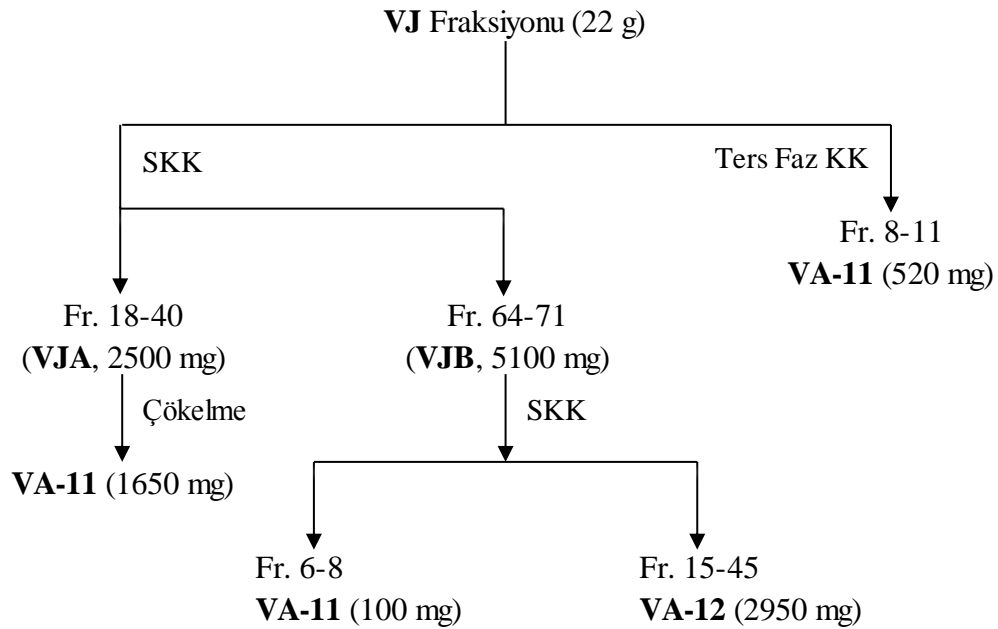 VJ Fraksiyonu (22 g)
SKK
Ters Faz KK
Fr. 8-11
VA-11 (520 mg)
Fr. 18-40
(VJA, 2500 mg)
Fr. 64-71
(VJB, 5100 mg)
Çökelme
SKK
VA-11 (1650 mg)
Fr. 6-8
VA-11 (100 mg)
Fr. 15-45
VA-12 (2950 mg)